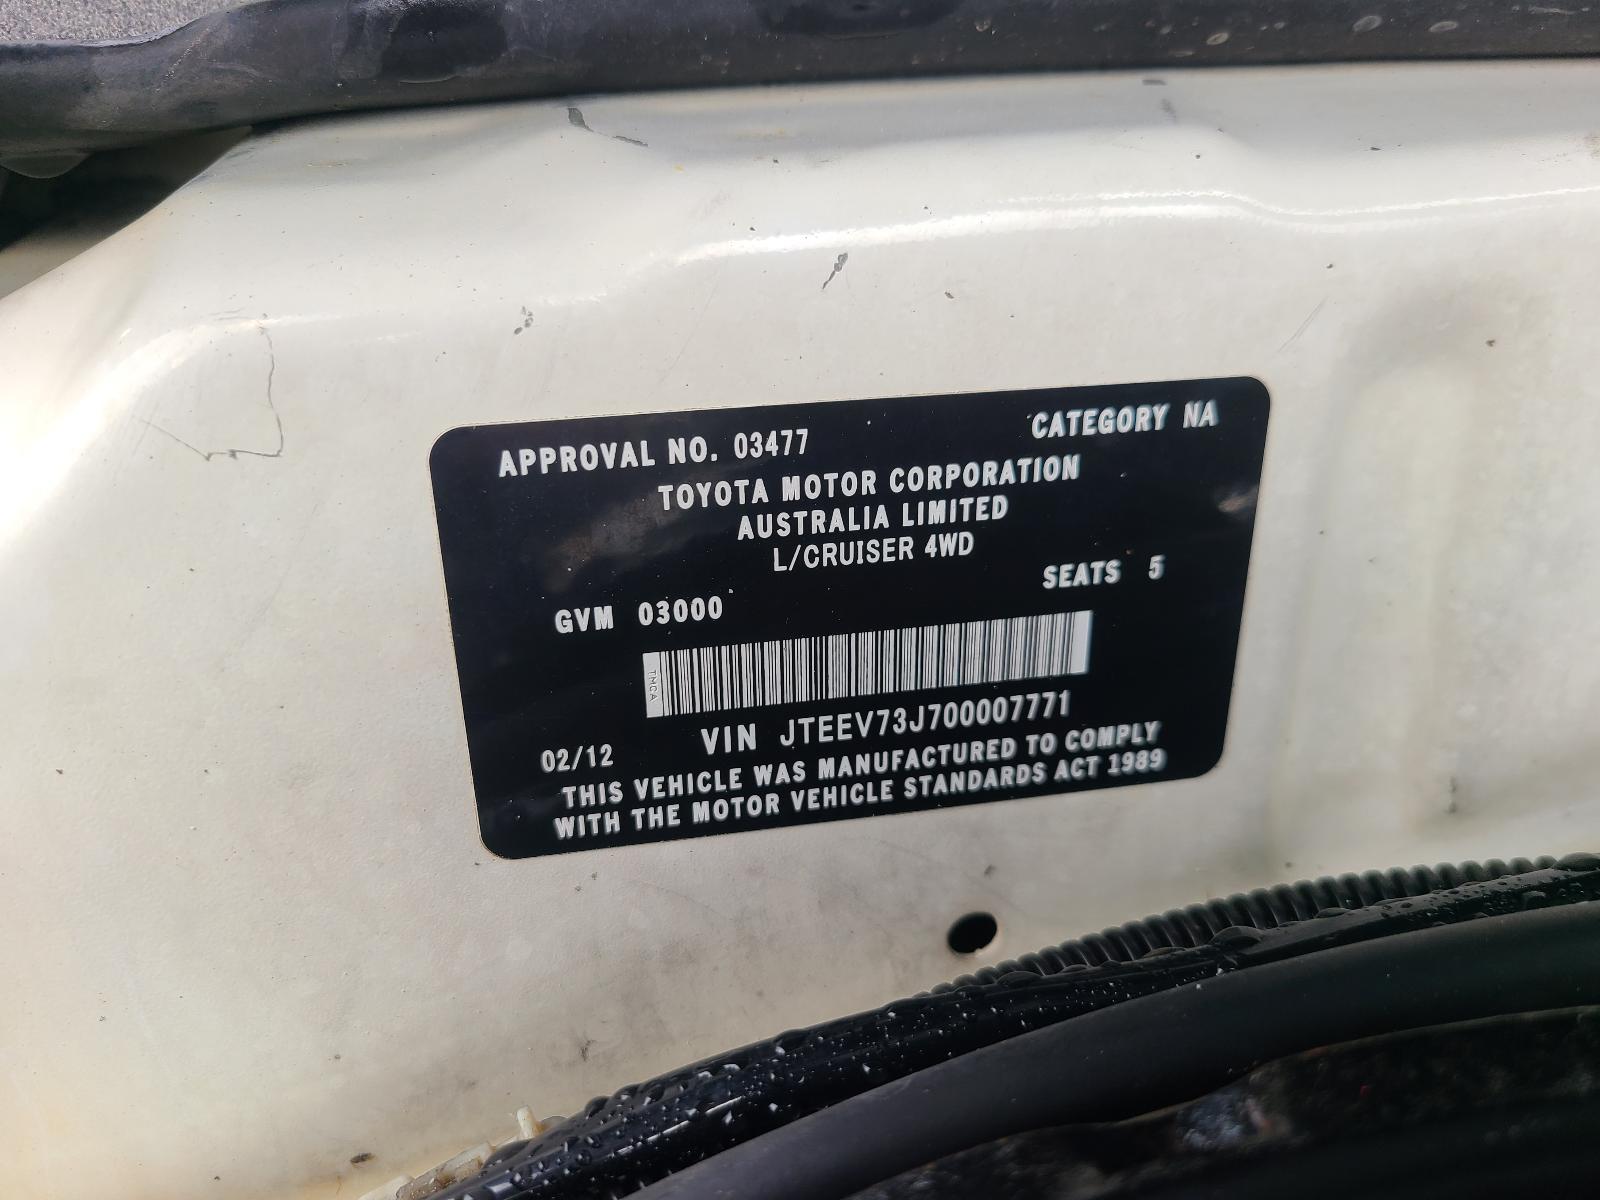 APPROVAL NO. 03477 CATEGORY NA
TOYOTA MOTOR CORPORATION
AUSTRALIA LIMITED
L/CRUISER 4WD
SEATS 5
GVM 03000
TMCA
VIN JTEEV73J700007771
02/12
THIS VEHICLE WAS MANUFACTURED TO COMPLY
WITH THE MOTOR VEHICLE STANDARDS ACT 1989